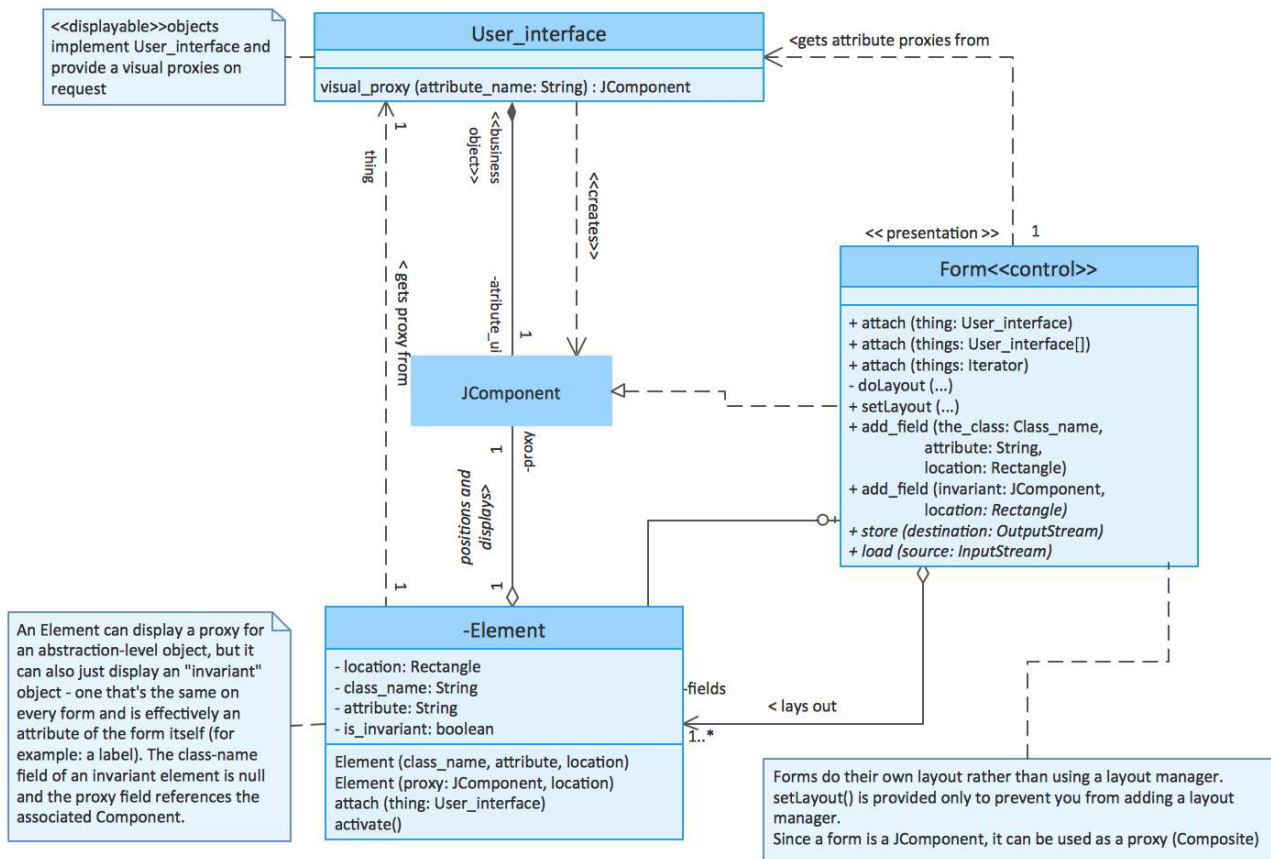 <<displayable>>objects
implement User_interface and
provide a visual proxies on
request
User_interface
visual_proxy (attribute_name: String) : JComponent
<gets attribute proxies from
1
thing
<<business
object>>
<<creates>>
< gets proxy from
-atribute_ui
1
<< presentation >>
1
Form<<control>>
+ attach (thing: User_interface)
+ attach (things: User_interface[])
+ attach (things: Iterator)
- doLayout (...)
+ setLayout (...)
+ add_field (the_class: Class_name,
attribute: String,
location: Rectangle)
+ add_field (invariant: JComponent,
location: Rectangle)
+ store (destination: OutputStream)
+ load (source: InputStream)
JComponent
-proxy
1
displays>
positions and
1
1
An Element can display a proxy for
an abstraction-level object, but it
can also just display an "invariant"
object - one that's the same on
every form and is effectively an
attribute of the form itself (for
example: a label). The class-name
field of an invariant element is null
and the proxy field references the
associated Component.
-Element
- location: Rectangle
- class_name: String
- attribute: String
- is_invariant: boolean
Element (class_name, attribute, location)
Element (proxy: JComponent, location)
attach (thing: User_interface)
activate()
-fields
< lays out
1..*
Forms do their own layout rather than using a layout manager.
setLayout() is provided only to prevent you from adding a layout
manager.
Since a form is a JComponent, it can be used as a proxy (Composite)